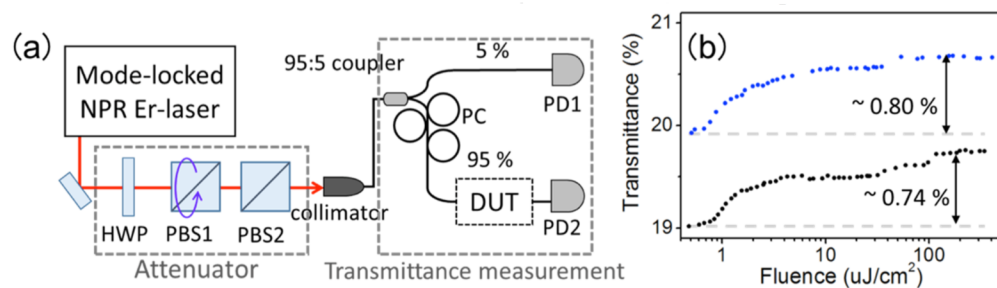 (a)
Mode-locked
NPR Er-laser
HWP
PBS1
PBS2
Attenuator
collimator
95:5 coupler
5 %
PD1
PC
95 %
DUT
PD2
Transmittance measurement
(b)
Transmittance (%)
21
20
19
~ 0.80 %
~ 0.74 %
1
10
100
Fluence (uJ/cm²)